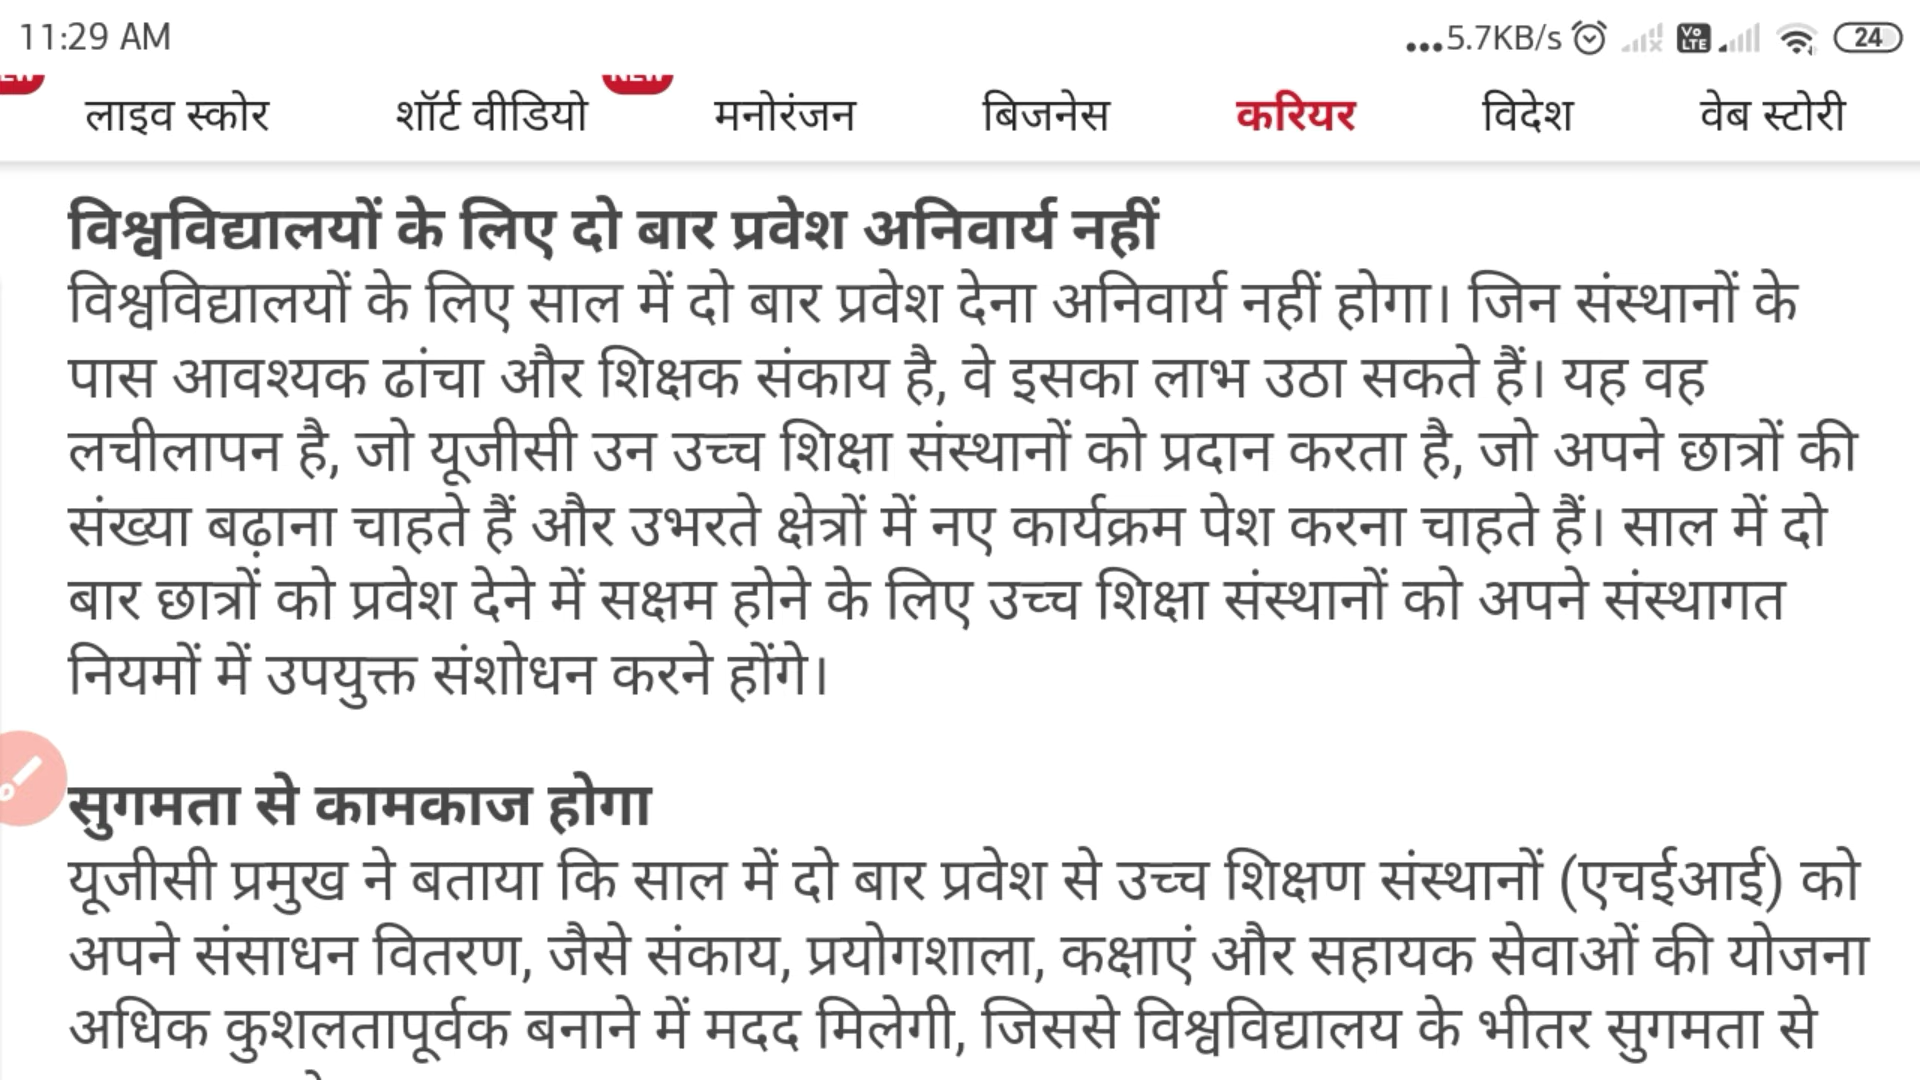 11:29 AM
...5.7KB/s Vo LTE 24
NEW
लाइव स्कोर शॉर्ट वीडियो मनोरंजन बिजनेस करियर विदेश वेब स्टोरी
विश्वविद्यालयों के लिए दो बार प्रवेश अनिवार्य नहीं
विश्वविद्यालयों के लिए साल में दो बार प्रवेश देना अनिवार्य नहीं होगा। जिन संस्थानों के
पास आवश्यक ढांचा और शिक्षक संकाय है, वे इसका लाभ उठा सकते हैं। यह वह
लचीलापन है, जो यूजीसी उन उच्च शिक्षा संस्थानों को प्रदान करता है, जो अपने छात्रों की
संख्या बढ़ाना चाहते हैं और उभरते क्षेत्रों में नए कार्यक्रम पेश करना चाहते हैं। साल में दो
बार छात्रों को प्रवेश देने में सक्षम होने के लिए उच्च शिक्षा संस्थानों को अपने संस्थागत
नियमों में उपयुक्त संशोधन करने होंगे।
सुगमता से कामकाज होगा
यूजीसी प्रमुख ने बताया कि साल में दो बार प्रवेश से उच्च शिक्षण संस्थानों (एचईआई) को
अपने संसाधन वितरण, जैसे संकाय, प्रयोगशाला, कक्षाएं और सहायक सेवाओं की योजना
अधिक कुशलतापूर्वक बनाने में मदद मिलेगी, जिससे विश्वविद्यालय के भीतर सुगमता से